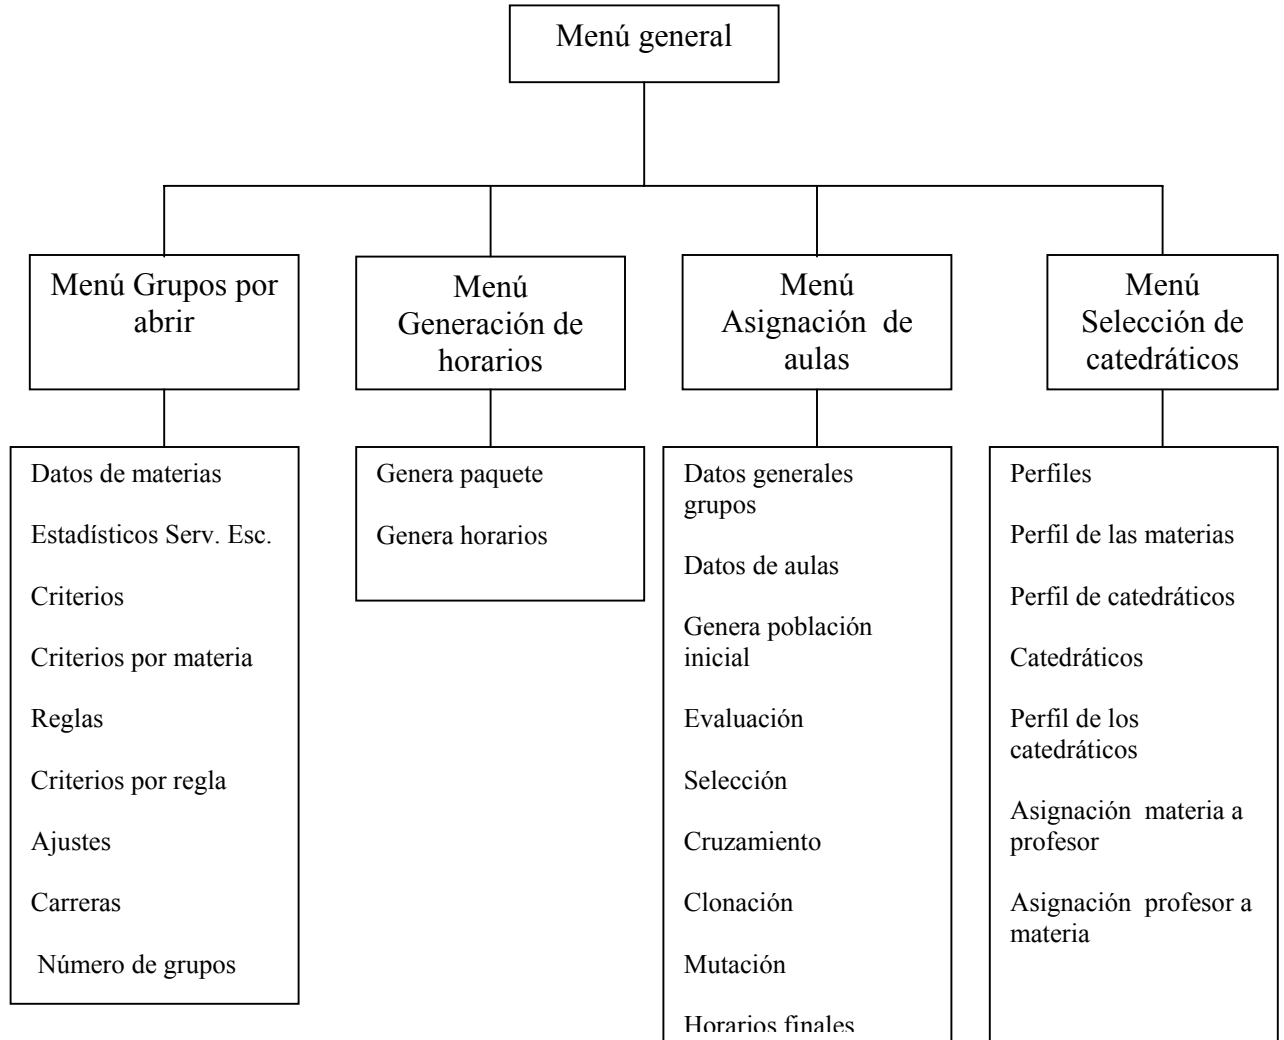 Menú general
Menú Grupos por
abrir
Menú
Generación de
horarios
Menú
Asignación de
aulas
Menú
Selección de
catedráticos
Datos de materias
Estadísticos Serv. Esc.
Criterios
Criterios por materia
Reglas
Criterios por regla
Ajustes
Carreras
Número de grupos
Genera paquete
Genera horarios
Datos generales
grupos
Datos de aulas
Genera población
inicial
Evaluación
Selección
Cruzamiento
Clonación
Mutación
Horarios finales
Perfiles
Perfil de las materias
Perfil de catedráticos
Catedráticos
Perfil de los
catedráticos
Asignación materia a
profesor
Asignación profesor a
materia